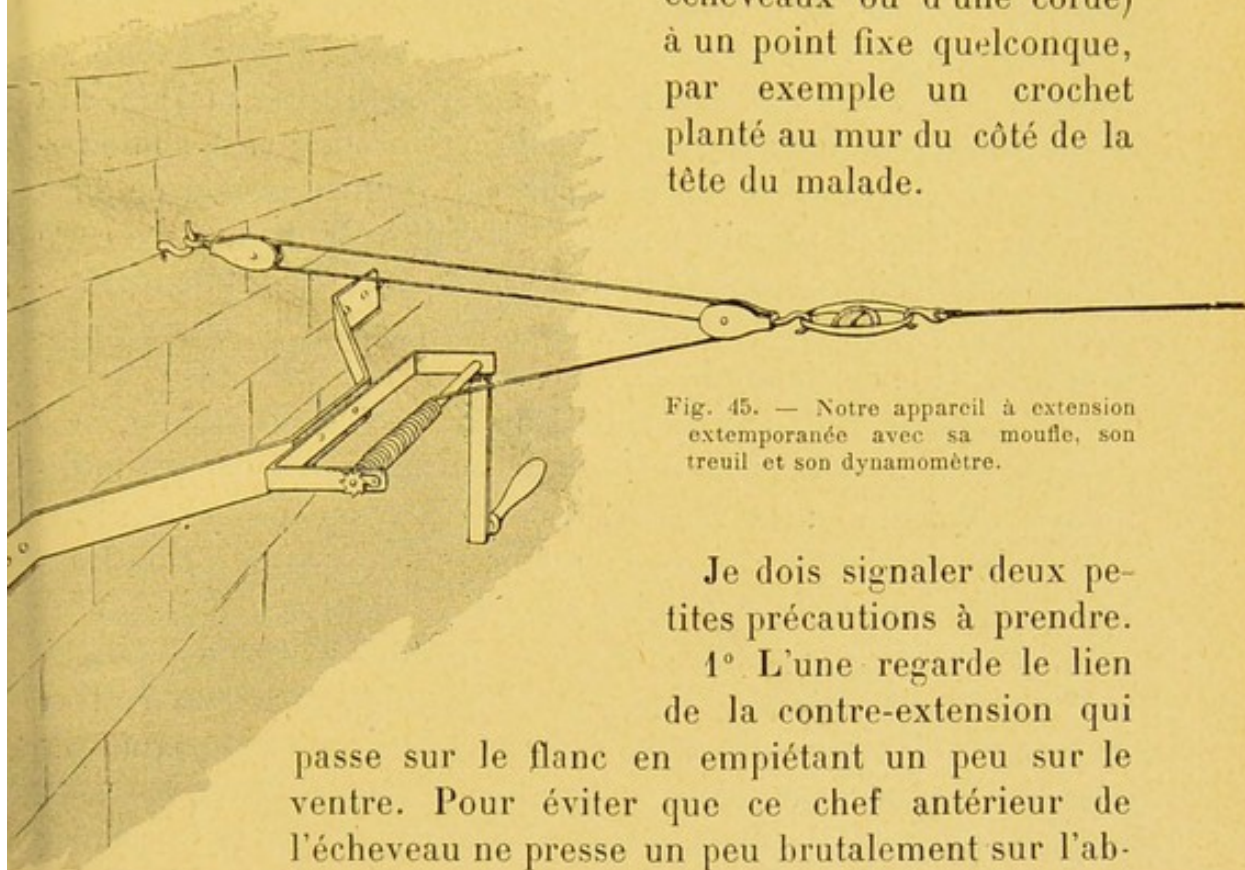 écheveaux ou d'une corde)
à un point fixe quelconque,
par exemple un crochet
planté au mur du côté de la
tête du malade.
Fig. 45. — Notre appareil à extension
extemporanée avec sa moufle, son
treuil et son dynamomètre.
Je dois signaler deux pe-
tites précautions à prendre.
1° L'une regarde le lien
de la contre-extension qui
passe sur le flanc en empiétant un peu sur le
ventre. Pour éviter que ce chef antérieur de
l'écheveau ne presse un peu brutalement sur l'ab-